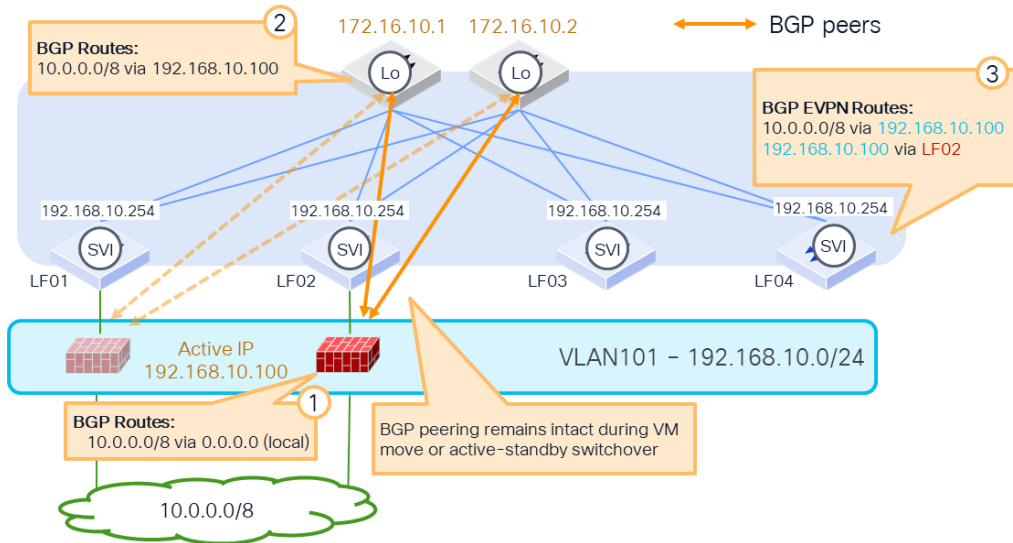 172.16.10.1
172.16.10.2
BGP peers
2
BGP Routes:
10.0.0.0/8 via 192.168.10.100
Lo
Lo
3
BGP EVPN Routes:
10.0.0.0/8 via 192.168.10.100
192.168.10.100 via LF02
192.168.10.254
192.168.10.254
192.168.10.254
192.168.10.254
SVI
SVI
SVI
SVI
LF01
LF02
LF03
LF04
Active IP
192.168.10.100
VLAN101 – 192.168.10.0/24
1
BGP Routes:
10.0.0.0/8 via 0.0.0.0 (local)
BGP peering remains intact during VM
move or active-standby switchover
10.0.0.0/8